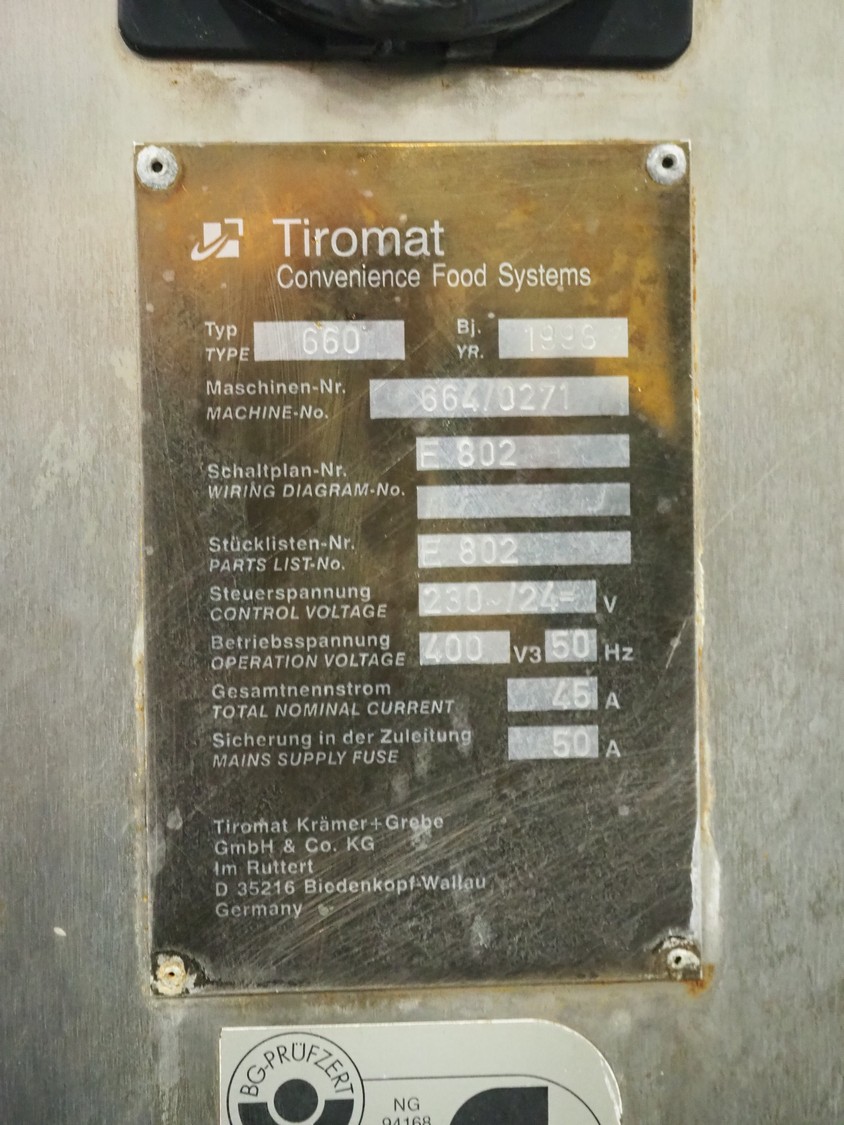 Tiromat
Convenience Food Systems
Typ 660 Bj.
TYPE YR.
Maschinen-Nr. 664/0271
MACHINE-No.
E 802
Schaltplan-Nr.
WIRING DIAGRAM-No.
Stücklisten-Nr. E 802
PARTS LIST-No.
Steuerspannung 230~/24= V
CONTROL VOLTAGE
Betriebsspannung 400 V3 50 Hz
OPERATION VOLTAGE
Gesamtnennstrom 45 A
TOTAL NOMINAL CURRENT
Sicherung in der Zuleitung 50 A
MAINS SUPPLY FUSE
Tiromat Krämer+Grebe
GmbH & Co. KG
Im Ruttert
D 35216 Biedenkopf-Wallau
Germany
BG-PRÜFZERT
NG
94168